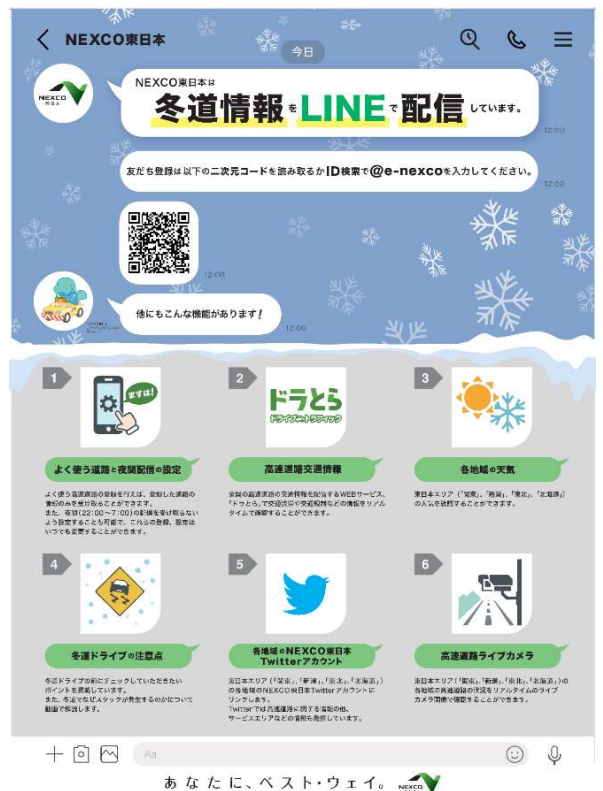 NEXCO東日本
今日
NEXCO東日本は
冬道情報をLINEで配信しています。
12:00
友だち登録は以下の二次元コードを読み取るかID検索で@e-nexcoを入力してください。
12:00
12:00
他にもこんな機能があります!
12:00
1
まずは!
よく使う道路と夜間配信の設定
よく使う高速道路の登録を行えば、登録した道路の
情報のみを受け取ることができます。
また、夜間(22:00~7:00)の配信を受け取らない
よう設定することも可能で、これらの登録、設定は
いつでも変更することができます。
2
ドラとら
ドライブ・トラフィック
高速道路交通情報
全国の高速道路の交通情報を配信するWEBサービス、
「ドラとら」で交通渋滞や交通規制などの情報をリアル
タイムで確認することができます。
3
各地域の天気
東日本エリア(「関東」、「新潟」、「東北」、「北海道」)
の天気を確認することができます。
4
冬道ドライブの注意点
冬道ドライブの前にチェックしていただきたい
ポイントを掲載しています。
また、冬道でなぜスタックが発生するのかについて
動画で解説します。
5
各地域のNEXCO東日本
Twitterアカウント
東日本エリア(「関東」、「新潟」、「東北」、「北海道」)
の各地域のNEXCO東日本Twitterアカウントに
リンクします。
Twitterでは高速道路に関する情報の他、
サービスエリアなどの情報も発信しています。
6
高速道路ライブカメラ
東日本エリア(「関東」、「新潟」、「東北」、「北海道」)の
各地域の高速道路の状況をリアルタイムのライブ
カメラ画像で確認することができます。
Aa
あなたに、ベスト・ウェイ。
NEXCO